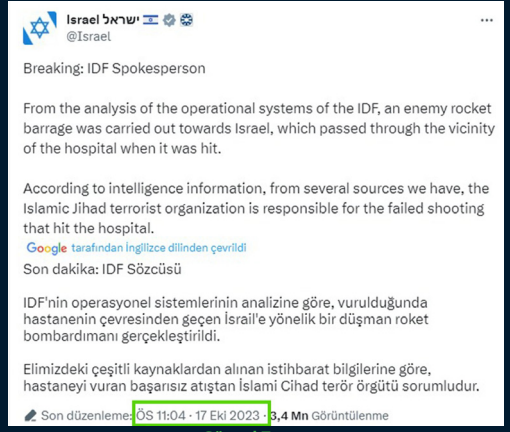 Israel ישראל
@Israel
Breaking: IDF Spokesperson
From the analysis of the operational systems of the IDF, an enemy rocket
barrage was carried out towards Israel, which passed through the vicinity
of the hospital when it was hit.
According to intelligence information, from several sources we have, the
Islamic Jihad terrorist organization is responsible for the failed shooting
that hit the hospital.
Google tarafından İngilizce dilinden çevrildi
Son dakika: IDF Sözcüsü
IDF'nin operasyonel sistemlerinin analizine göre, vurulduğunda
hastanenin çevresinden geçen İsrail'e yönelik bir düşman roket
bombardımanı gerçekleştirildi.
Elimizdeki çeşitli kaynaklardan alınan istihbarat bilgilerine göre,
hastaneyi vuran başarısız atıştan İslami Cihad terör örgütü sorumludur.
Son düzenleme: ÖS 11:04 · 17 Eki 2023 · 3,4 Mn Görüntülenme